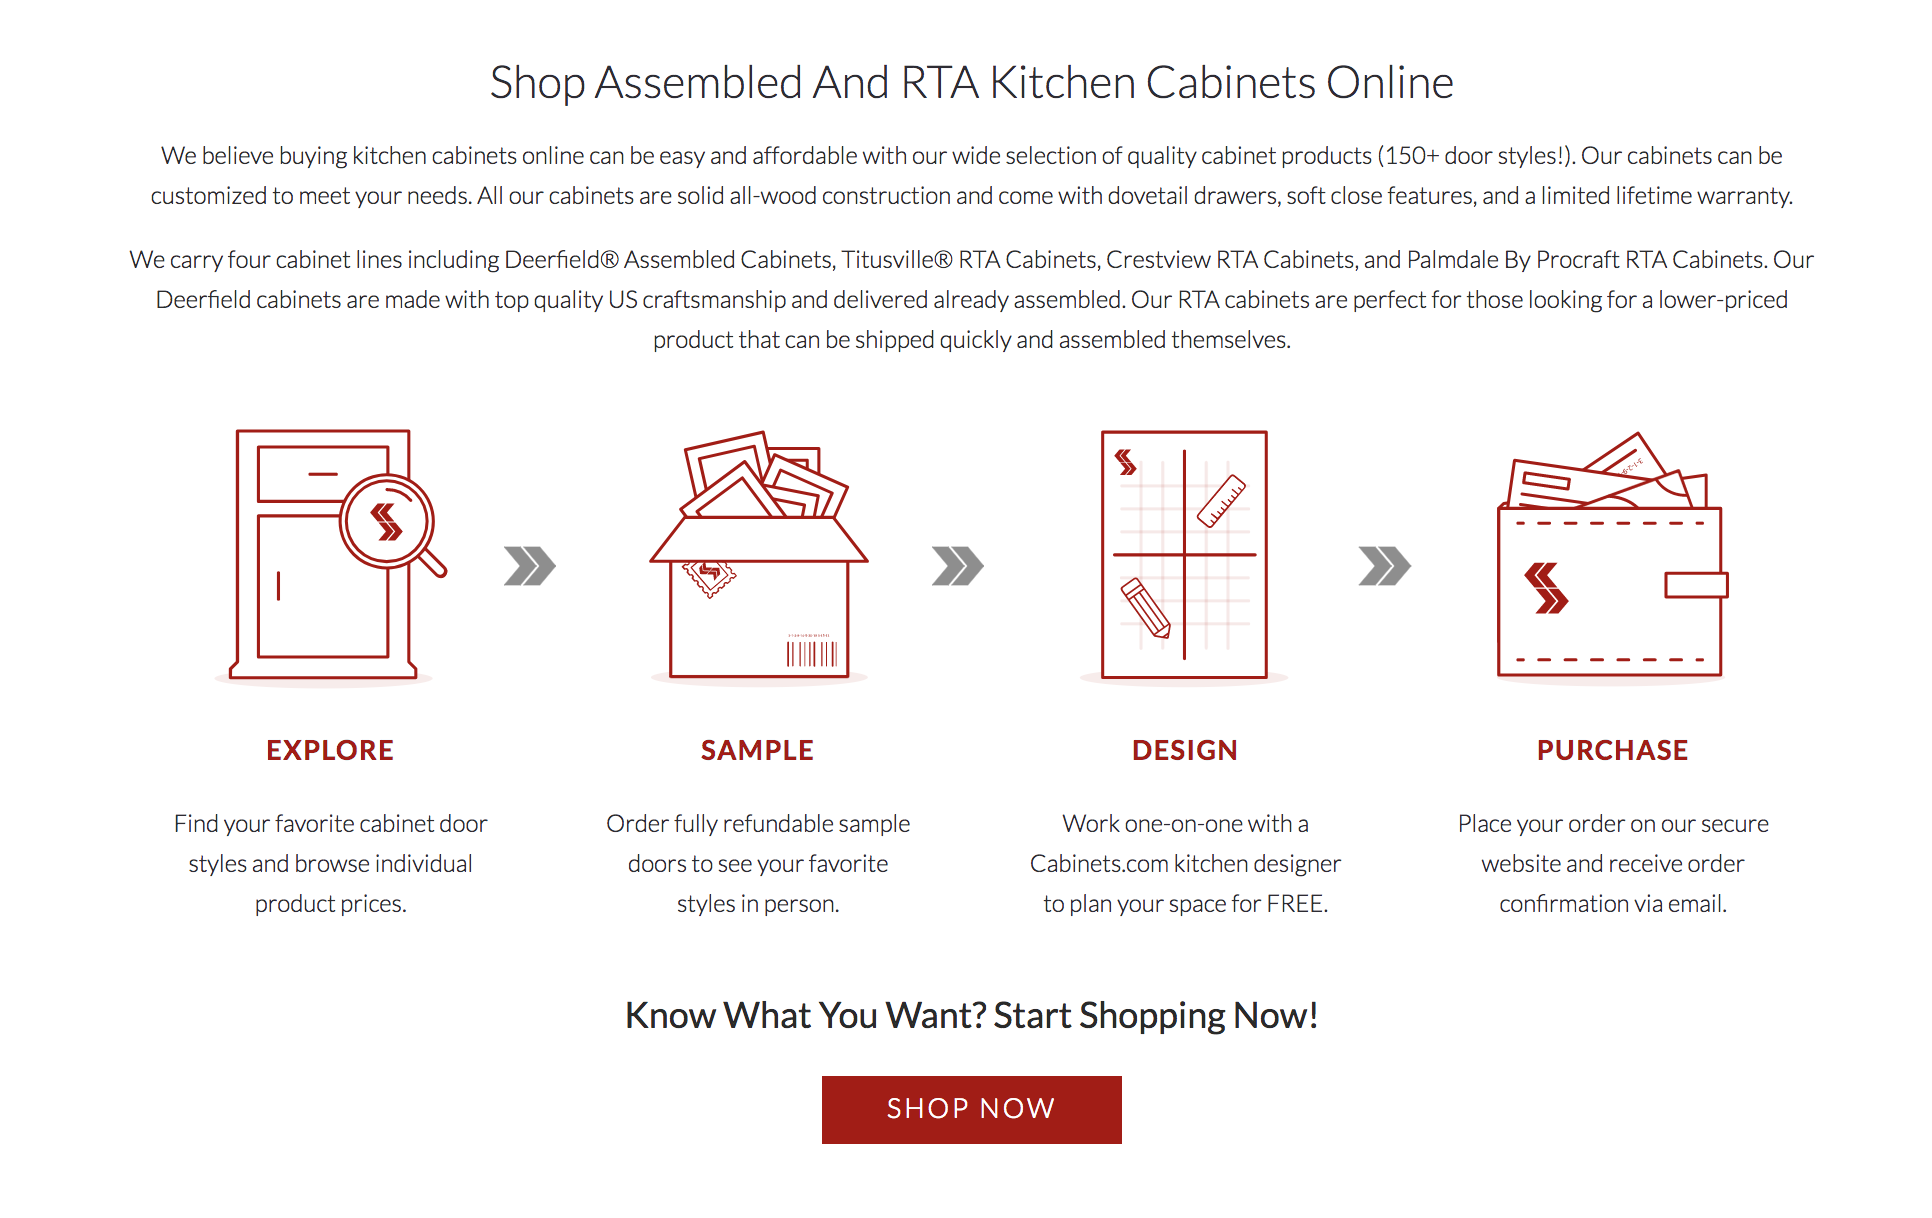 Shop Assembled And RTA Kitchen Cabinets Online
We believe buying kitchen cabinets online can be easy and affordable with our wide selection of quality cabinet products (150+ door styles!). Our cabinets can be
customized to meet your needs. All our cabinets are solid all-wood construction and come with dovetail drawers, soft close features, and a limited lifetime warranty.
We carry four cabinet lines including Deerfield® Assembled Cabinets, Titusville® RTA Cabinets, Crestview RTA Cabinets, and Palmdale By Procraft RTA Cabinets. Our
Deerfield cabinets are made with top quality US craftsmanship and delivered already assembled. Our RTA cabinets are perfect for those looking for a lower-priced
product that can be shipped quickly and assembled themselves.
EXPLORE
Find your favorite cabinet door
styles and browse individual
product prices.
SAMPLE
Order fully refundable sample
doors to see your favorite
styles in person.
DESIGN
Work one-on-one with a
Cabinets.com kitchen designer
to plan your space for FREE.
PURCHASE
Place your order on our secure
website and receive order
confirmation via email.
Know What You Want? Start Shopping Now!
SHOP NOW